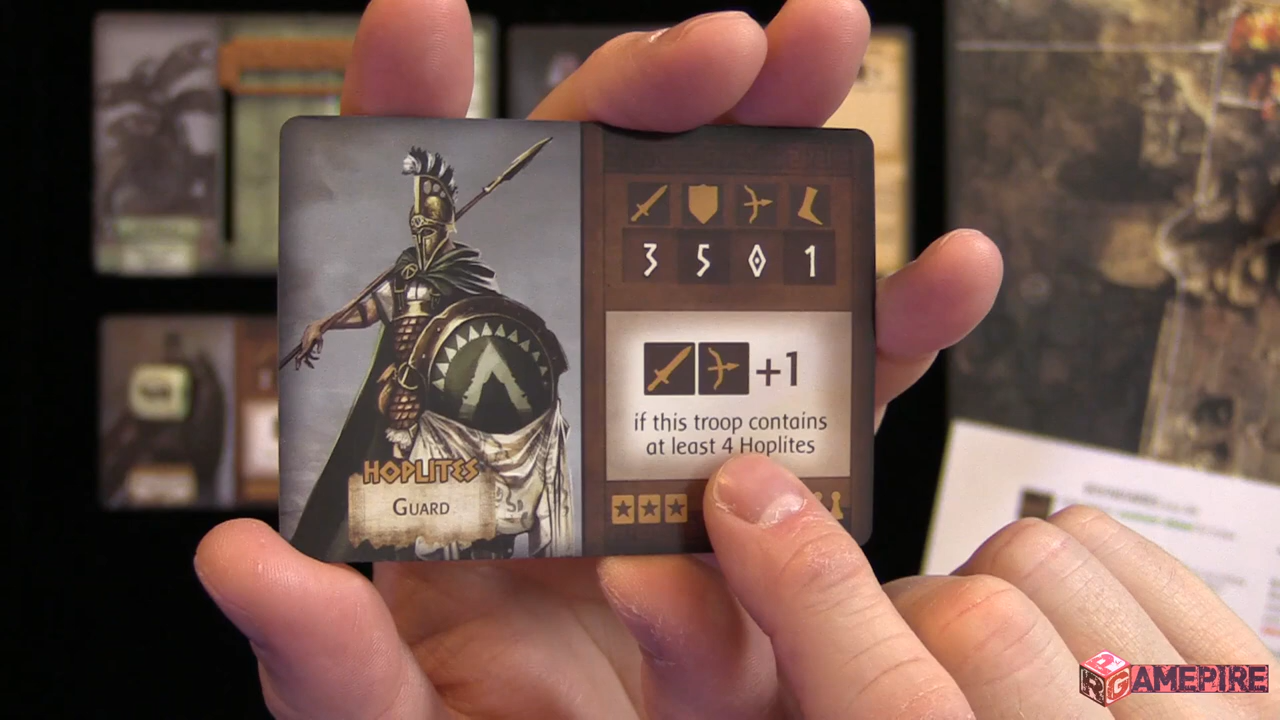 3 5 0 1
+1
if this troop contains
at least 4 Hoplites
HOPLITES
GUARD
GAMEPIRE